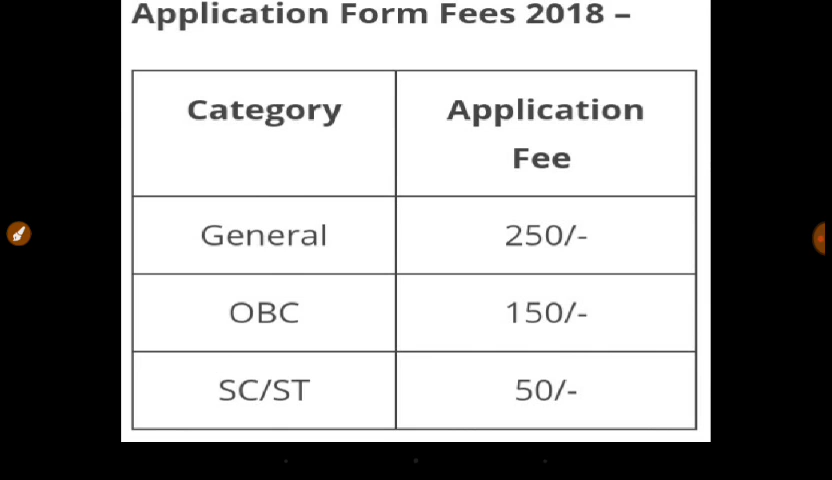 Application Form Fees 2018 –
Category Application Fee
General 250/-
OBC 150/-
SC/ST 50/-